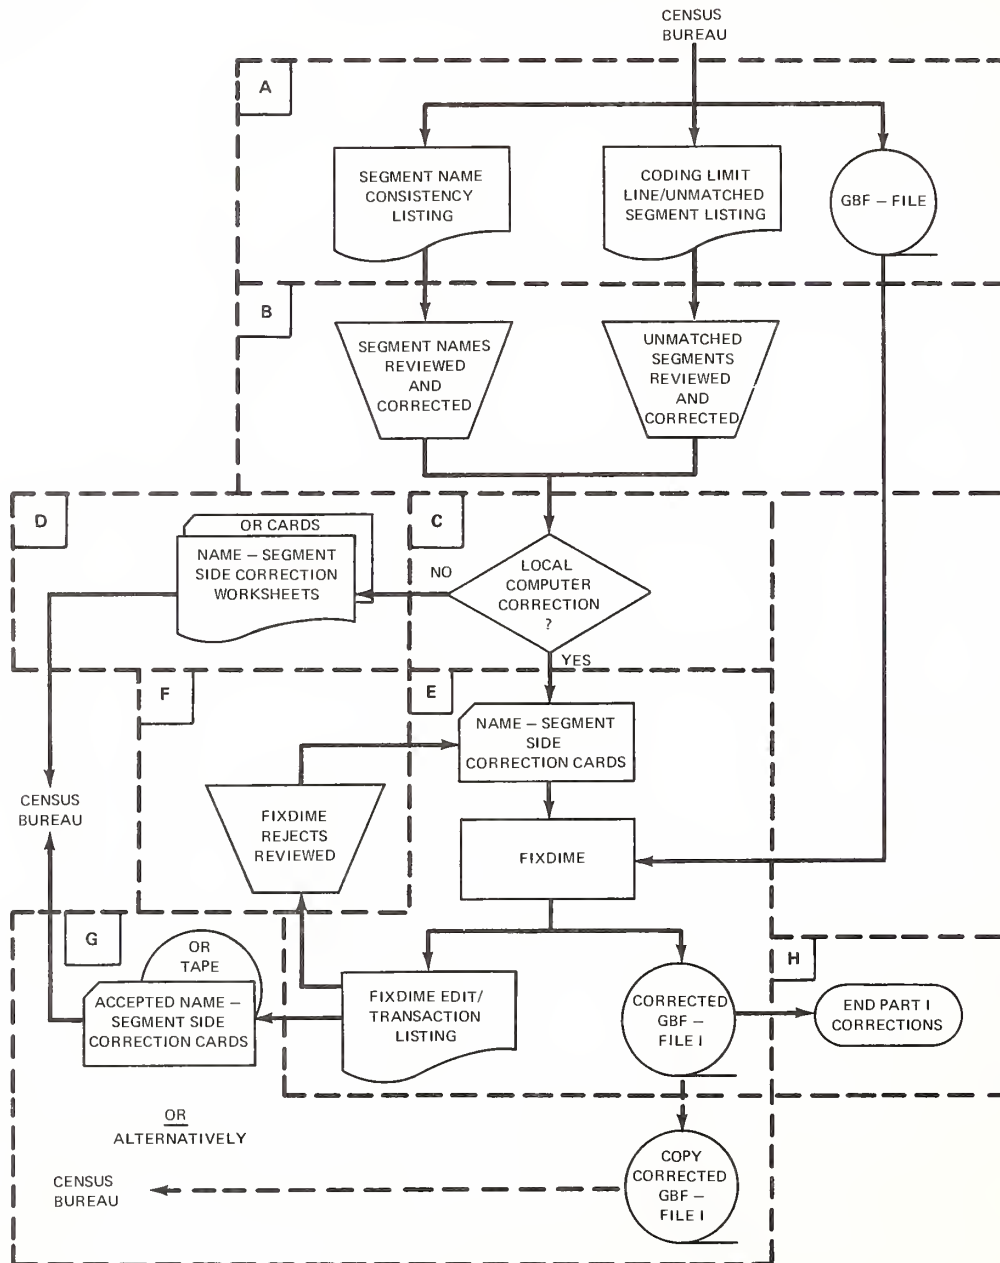 CENSUS
BUREAU
A
SEGMENT NAME
CONSISTENCY
LISTING
CODING LIMIT
LINE/UNMATCHED
SEGMENT LISTING
GBF – FILE
B
SEGMENT NAMES
REVIEWED
AND
CORRECTED
UNMATCHED
SEGMENTS
REVIEWED
AND
CORRECTED
D
OR CARDS
NAME – SEGMENT
SIDE CORRECTION
WORKSHEETS
C
NO
LOCAL
COMPUTER
CORRECTION
?
YES
F
E
NAME – SEGMENT
SIDE
CORRECTION CARDS
CENSUS
BUREAU
FIXDIME
REJECTS
REVIEWED
FIXDIME
G
OR
TAPE
ACCEPTED NAME –
SEGMENT SIDE
CORRECTION CARDS
FIXDIME EDIT/
TRANSACTION
LISTING
CORRECTED
GBF –
FILE I
H
END PART I
CORRECTIONS
OR
ALTERNATIVELY
CENSUS
BUREAU
COPY
CORRECTED
GBF –
FILE I